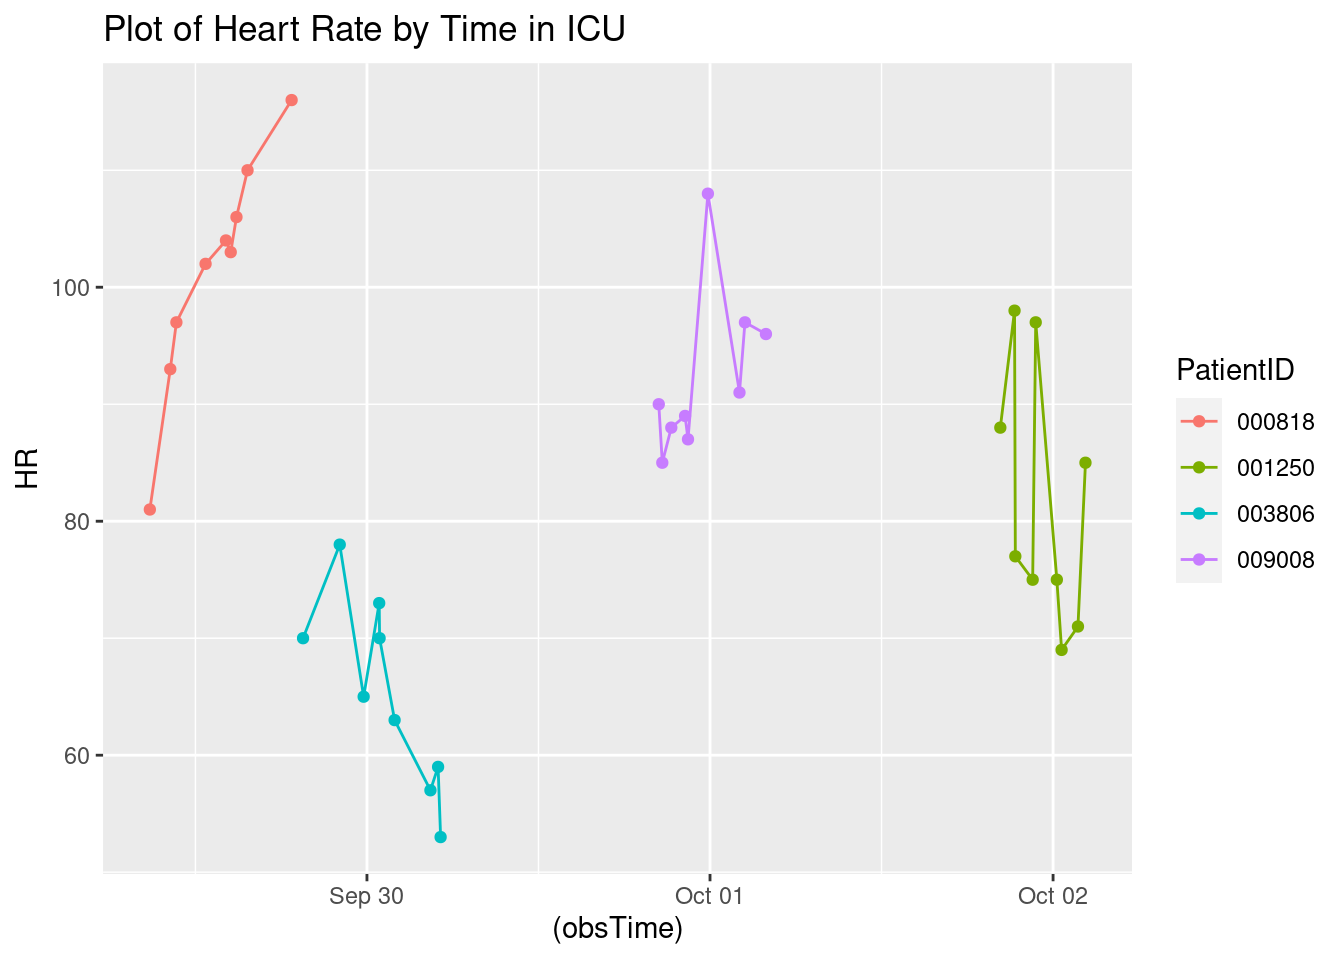 Plot of Heart Rate by Time in ICU
HR
100
80
60
Sep 30
Oct 01
Oct 02
(obsTime)
PatientID
000818
001250
003806
009008